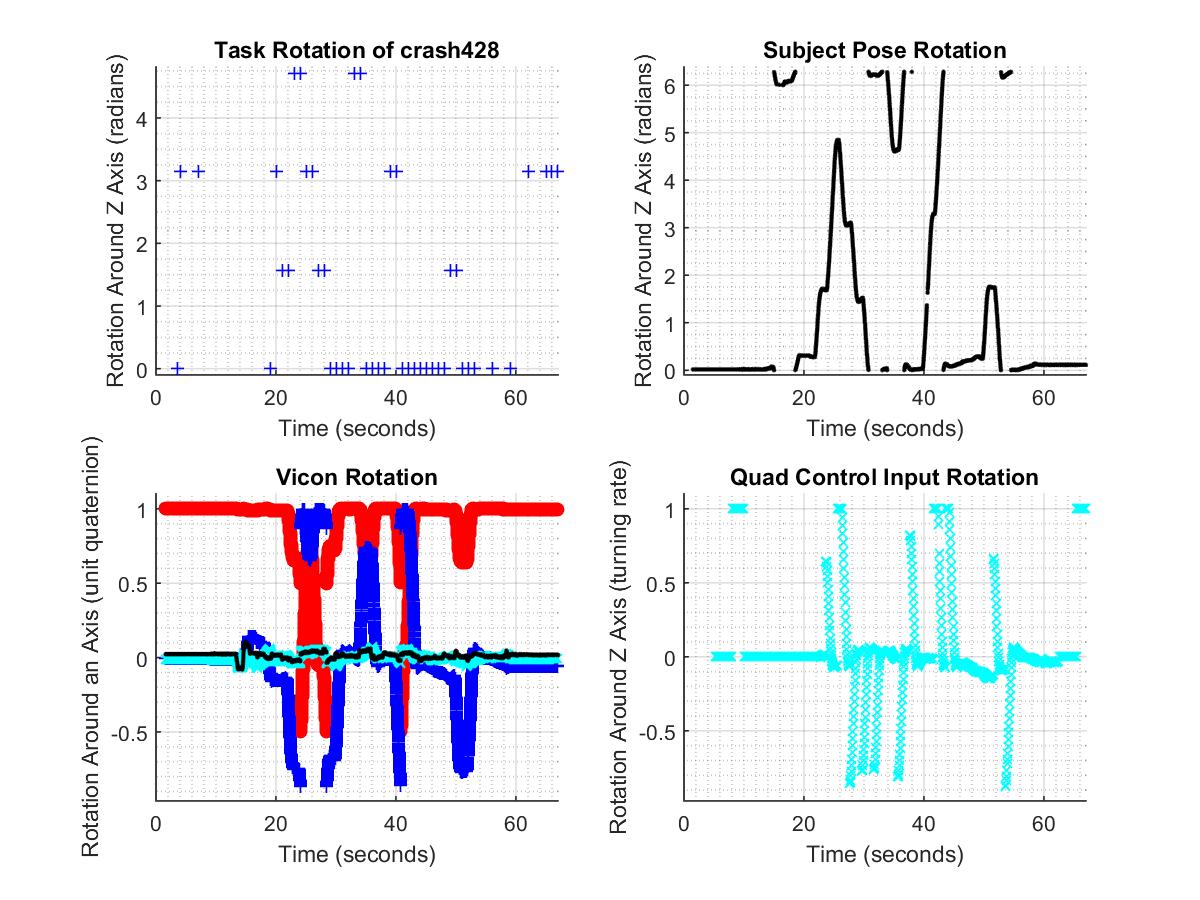 Task Rotation of crash428
Rotation Around Z Axis (radians)
4
3
2
1
0
0 20 40 60
Time (seconds)
Subject Pose Rotation
Rotation Around Z Axis (radians)
6
5
4
3
2
1
0
0 20 40 60
Time (seconds)
Vicon Rotation
Rotation Around an Axis (unit quaternion)
1
0.5
0
-0.5
0 20 40 60
Time (seconds)
Quad Control Input Rotation
Rotation Around Z Axis (turning rate)
1
0.5
0
-0.5
0 20 40 60
Time (seconds)